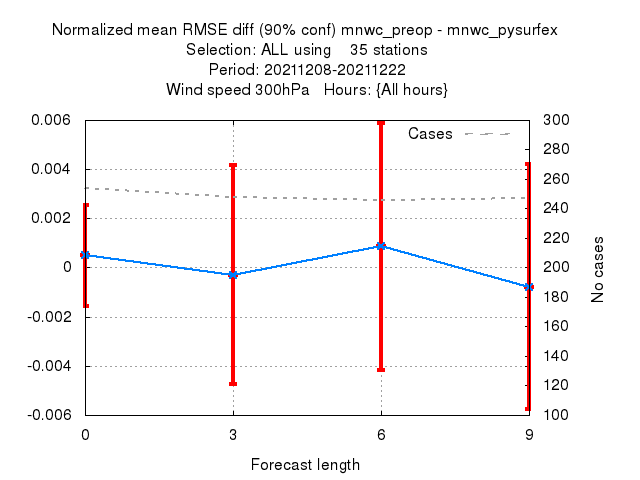 Normalized mean RMSE diff (90% conf) mnwc_preop - mnwc_pysurfex
Selection: ALL using    35 stations
Period: 20211208-20211222
Wind speed 300hPa   Hours: {All hours}
0.006
0.004
0.002
0
-0.002
-0.004
-0.006
Cases
300
280
260
240
220
200
180
160
140
120
100
No cases
0 3 6 9
Forecast length